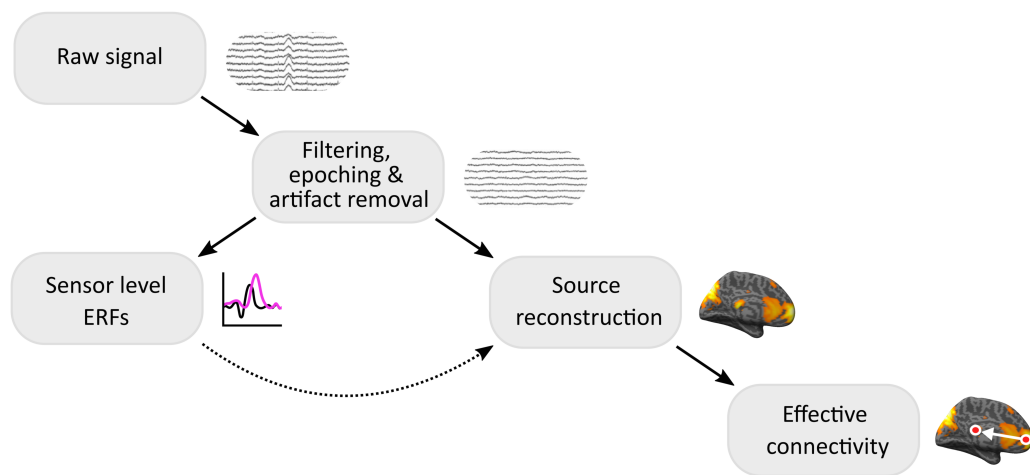 Raw signal
Filtering,
epoching &
artifact removal
Sensor level
ERFs
Source
reconstruction
Effective
connectivity